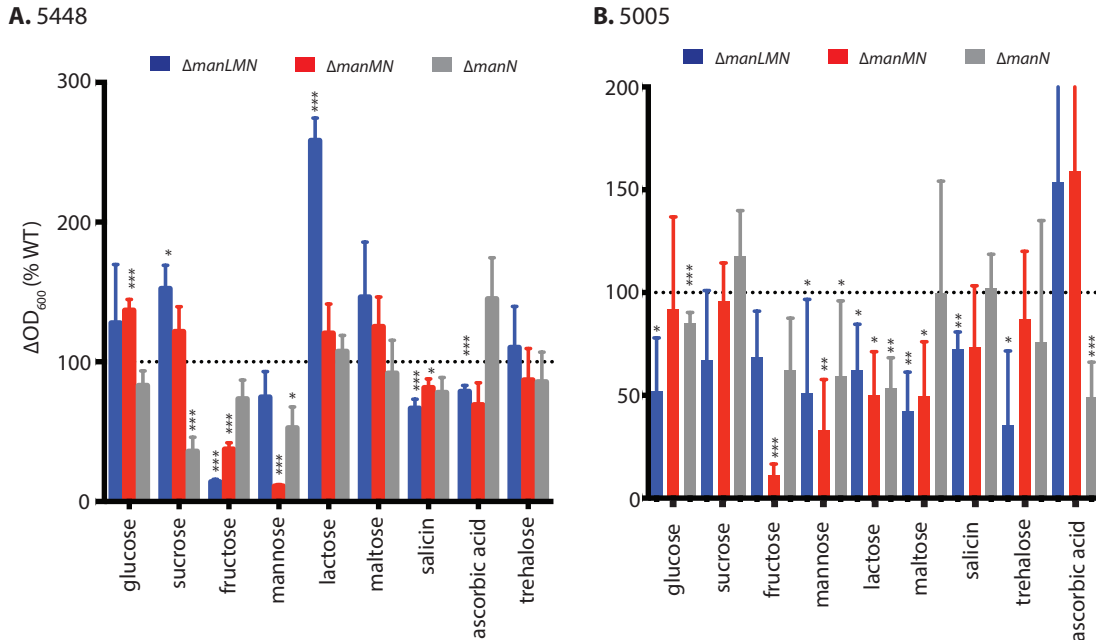 A. 5448
ΔmanLMN ΔmanMN ΔmanN
ΔOD600 (% WT)
300
200
100
0
***
*
***
***
***
***
*
***
***
*
***
glucose
sucrose
fructose
mannose
lactose
maltose
salicin
ascorbic acid
trehalose
B. 5005
ΔmanLMN ΔmanMN ΔmanN
200
150
100
50
0
*
***
***
*
**
*
*
*
**
**
*
**
*
***
glucose
sucrose
fructose
mannose
lactose
maltose
salicin
trehalose
ascorbic acid